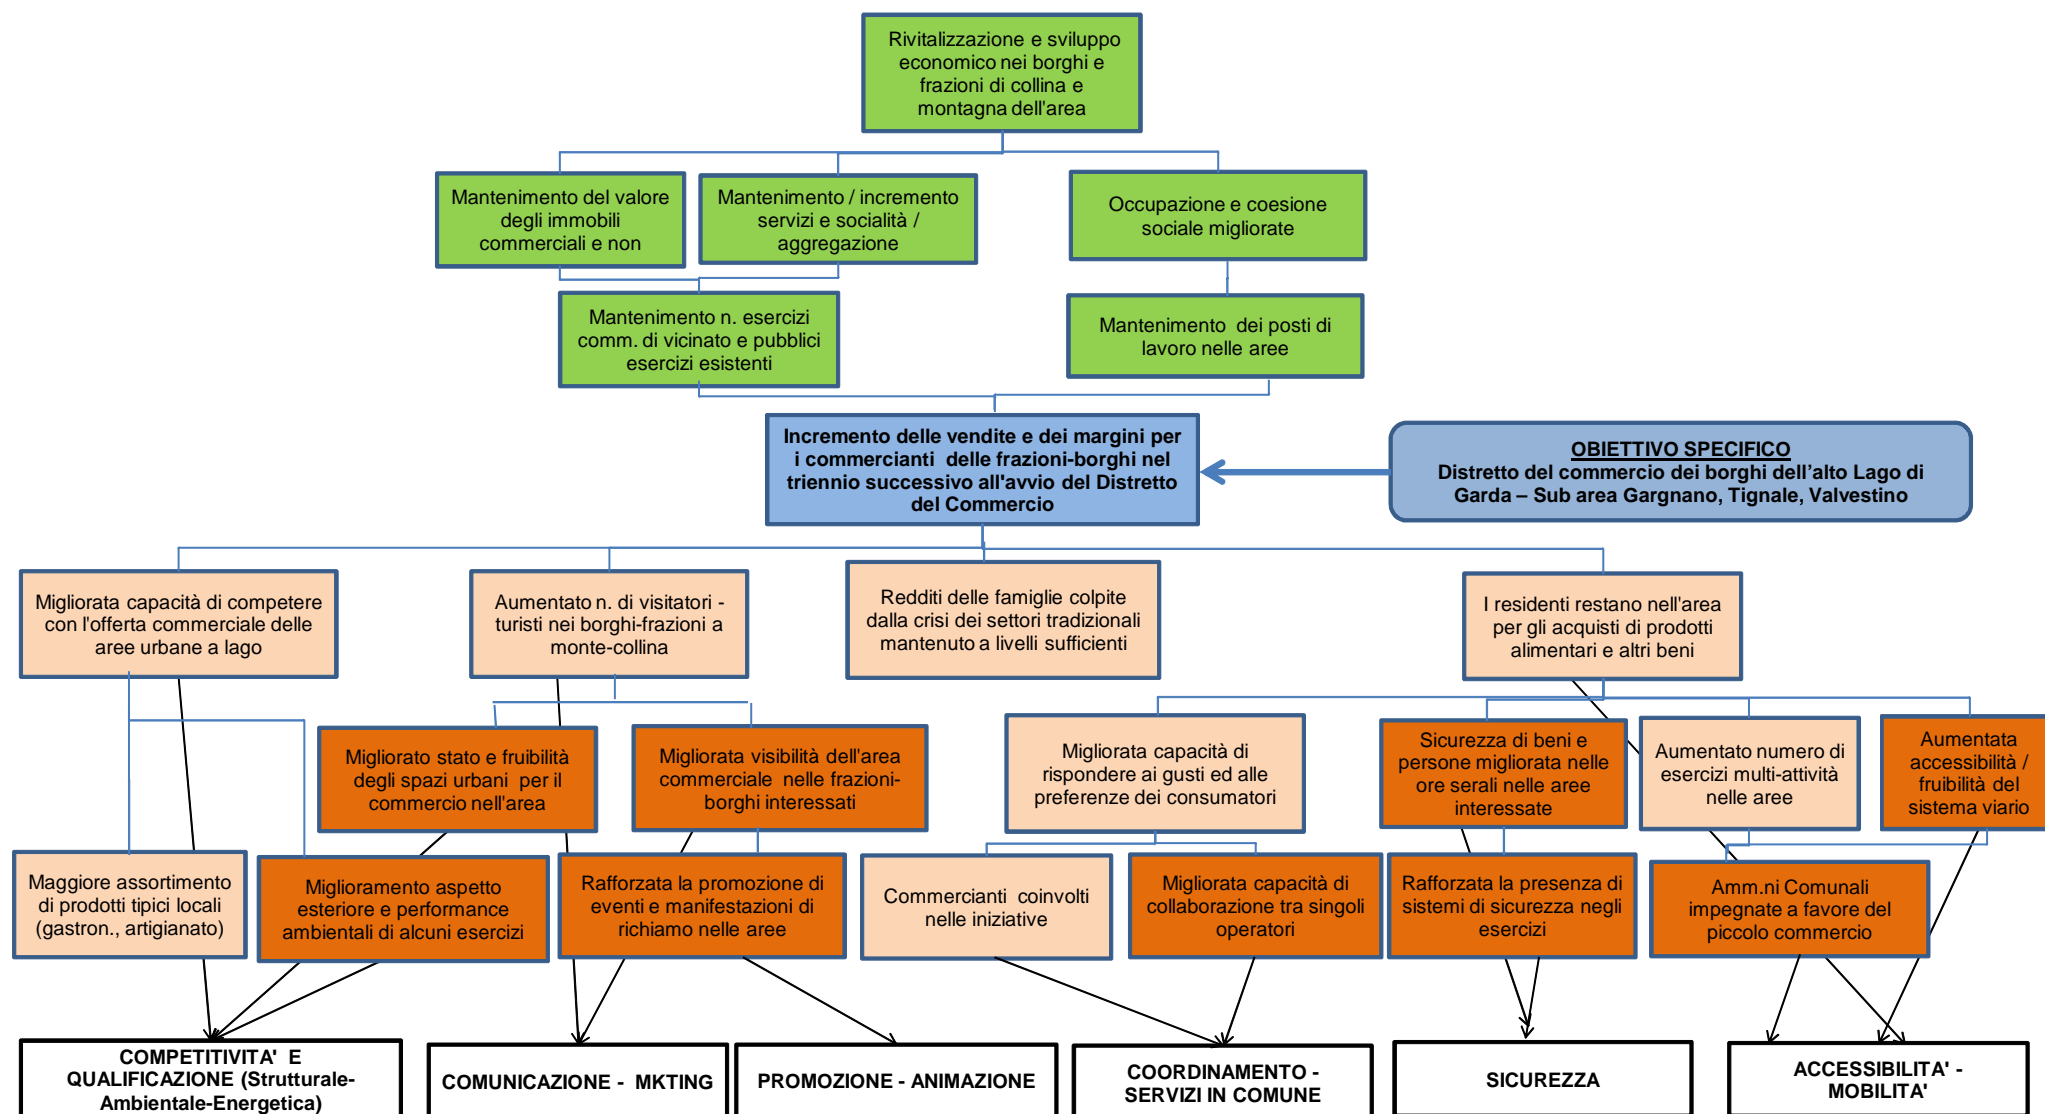 Rivitalizzazione e sviluppo
economico nei borghi e
frazioni di collina e
montagna dell'area
Mantenimento del valore
degli immobili
commerciali e non
Mantenimento / incremento
servizi e socialità /
aggregazione
Occupazione e coesione
sociale migliorate
Mantenimento n. esercizi
comm. di vicinato e pubblici
esercizi esistenti
Mantenimento dei posti di
lavoro nelle aree
Incremento delle vendite e dei margini per
i commercianti delle frazioni-borghi nel
triennio successivo all'avvio del Distretto
del Commercio
OBIETTIVO SPECIFICO
Distretto del commercio dei borghi dell’alto Lago di
Garda – Sub area Gargnano, Tignale, Valvestino
Migliorata capacità di competere
con l'offerta commerciale delle
aree urbane a lago
Aumentato n. di visitatori -
turisti nei borghi-frazioni a
monte-collina
Redditi delle famiglie colpite
dalla crisi dei settori tradizionali
mantenuto a livelli sufficienti
I residenti restano nell'area
per gli acquisti di prodotti
alimentari e altri beni
Migliorato stato e fruibilità
degli spazi urbani per il
commercio nell'area
Migliorata visibilità dell'area
commerciale nelle frazioni-
borghi interessati
Migliorata capacità di
rispondere ai gusti ed alle
preferenze dei consumatori
Sicurezza di beni e
persone migliorata nelle
ore serali nelle aree
interessate
Aumentato numero di
esercizi multi-attività
nelle aree
Aumentata
accessibilità /
fruibilità del
sistema viario
Maggiore assortimento
di prodotti tipici locali
(gastron., artigianato)
Miglioramento aspetto
esteriore e performance
ambientali di alcuni esercizi
Rafforzata la promozione di
eventi e manifestazioni di
richiamo nelle aree
Commercianti coinvolti
nelle iniziative
Migliorata capacità di
collaborazione tra singoli
operatori
Rafforzata la presenza di
sistemi di sicurezza negli
esercizi
Amm.ni Comunali
impegnate a favore del
piccolo commercio
COMPETITIVITA' E
QUALIFICAZIONE (Strutturale-
Ambientale-Energetica)
COMUNICAZIONE - MKTING
PROMOZIONE - ANIMAZIONE
COORDINAMENTO -
SERVIZI IN COMUNE
SICUREZZA
ACCESSIBILITA' -
MOBILITA'